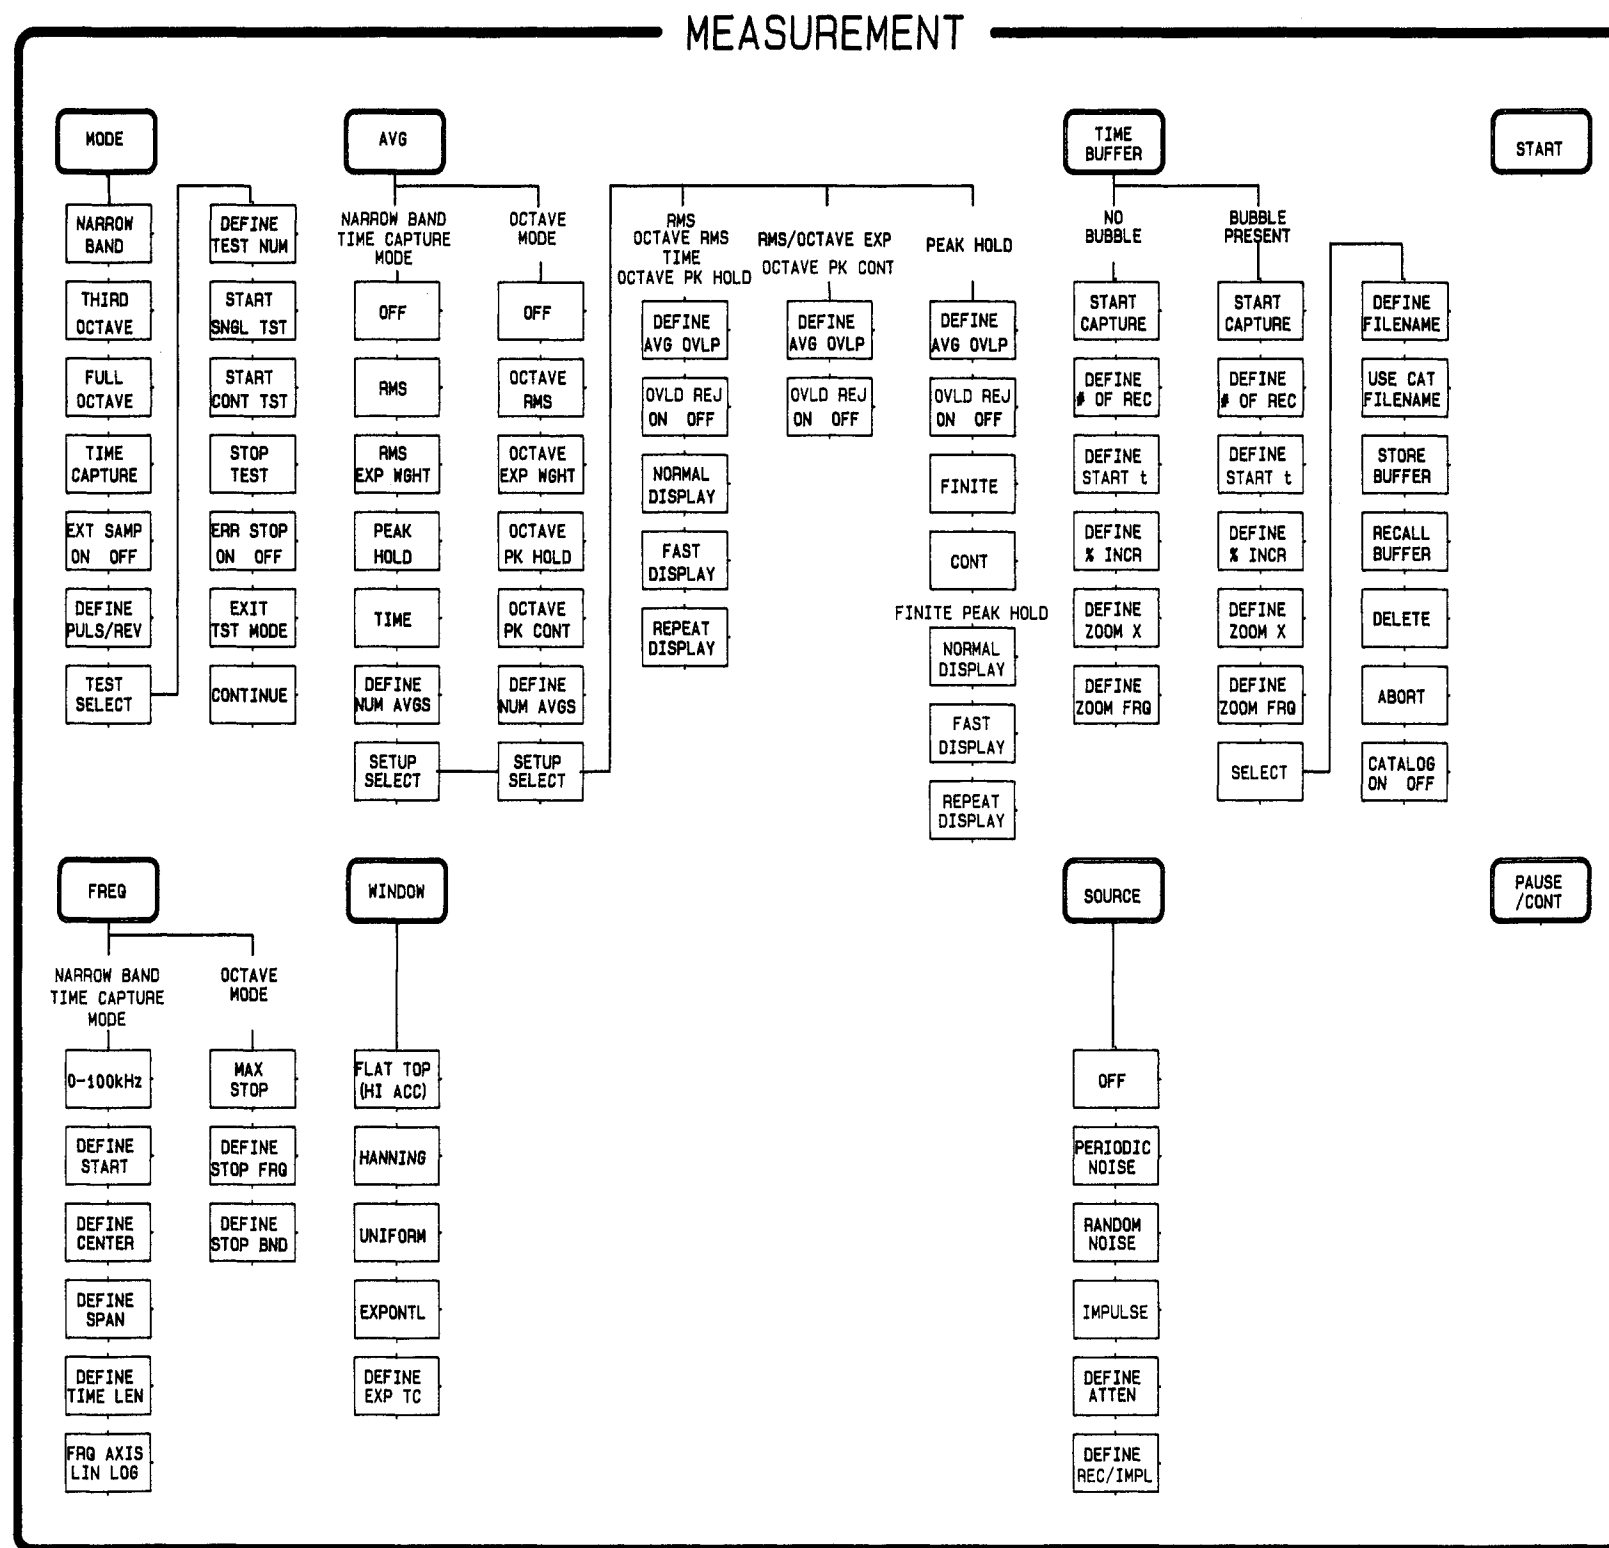 MEASUREMENT
MODE
NARROW
BAND
THIRD
OCTAVE
FULL
OCTAVE
TIME
CAPTURE
EXT SAMP
ON OFF
DEFINE
PULS/REV
TEST
SELECT
DEFINE
TEST NUM
START
SNGL TST
START
CONT TST
STOP
TEST
ERR STOP
ON OFF
EXIT
TST MODE
CONTINUE
AVG
NARROW BAND
TIME CAPTURE
MODE
OFF
RMS
RMS
EXP WGHT
PEAK
HOLD
TIME
DEFINE
NUM AVGS
SETUP
SELECT
OCTAVE
MODE
OFF
OCTAVE
RMS
OCTAVE
EXP WGHT
OCTAVE
PK HOLD
OCTAVE
PK CONT
DEFINE
NUM AVGS
SETUP
SELECT
RMS
OCTAVE RMS
TIME
OCTAVE PK HOLD
DEFINE
AVG OVLP
OVLD REJ
ON OFF
NORMAL
DISPLAY
FAST
DISPLAY
REPEAT
DISPLAY
RMS/OCTAVE EXP
OCTAVE PK CONT
DEFINE
AVG OVLP
OVLD REJ
ON OFF
PEAK HOLD
DEFINE
AVG OVLP
OVLD REJ
ON OFF
FINITE
CONT
FINITE PEAK HOLD
NORMAL
DISPLAY
FAST
DISPLAY
REPEAT
DISPLAY
TIME
BUFFER
NO
BUBBLE
START
CAPTURE
DEFINE
# OF REC
DEFINE
START t
DEFINE
% INCR
DEFINE
ZOOM X
DEFINE
ZOOM FRQ
BUBBLE
PRESENT
START
CAPTURE
DEFINE
# OF REC
DEFINE
START t
DEFINE
% INCR
DEFINE
ZOOM X
DEFINE
ZOOM FRQ
SELECT
DEFINE
FILENAME
USE CAT
FILENAME
STORE
BUFFER
RECALL
BUFFER
DELETE
ABORT
CATALOG
ON OFF
START
FREQ
NARROW BAND
TIME CAPTURE
MODE
0-100kHz
DEFINE
START
DEFINE
CENTER
DEFINE
SPAN
DEFINE
TIME LEN
FRQ AXIS
LIN LOG
OCTAVE
MODE
MAX
STOP
DEFINE
STOP FRQ
DEFINE
STOP BND
WINDOW
FLAT TOP
(HI ACC)
HANNING
UNIFORM
EXPONTL
DEFINE
EXP TC
SOURCE
OFF
PERIODIC
NOISE
RANDOM
NOISE
IMPULSE
DEFINE
ATTEN
DEFINE
REC/IMPL
PAUSE
/CONT